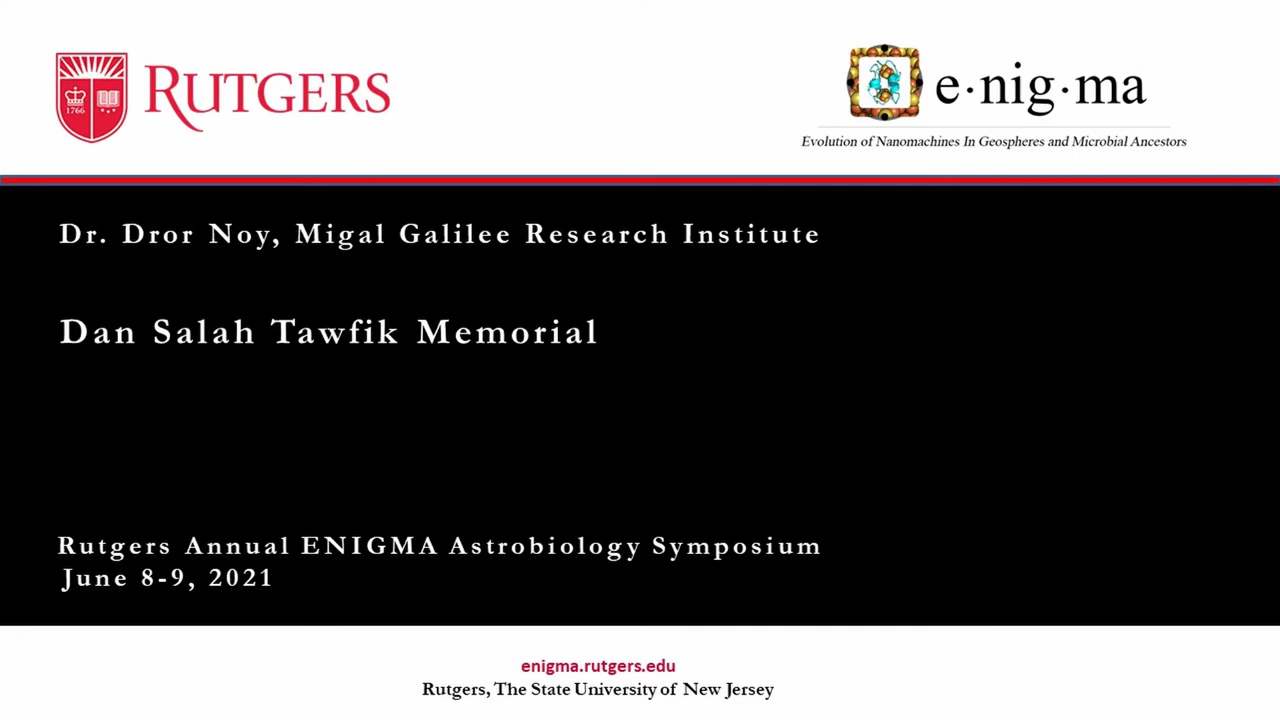 1766
RUTGERS
e·nig·ma
Evolution of Nanomachines In Geospheres and Microbial Ancestors
Dr. Dror Noy, Migal Galilee Research Institute
Dan Salah Tawfik Memorial
Rutgers Annual ENIGMA Astrobiology Symposium
June 8-9, 2021
enigma.rutgers.edu
Rutgers, The State University of New Jersey